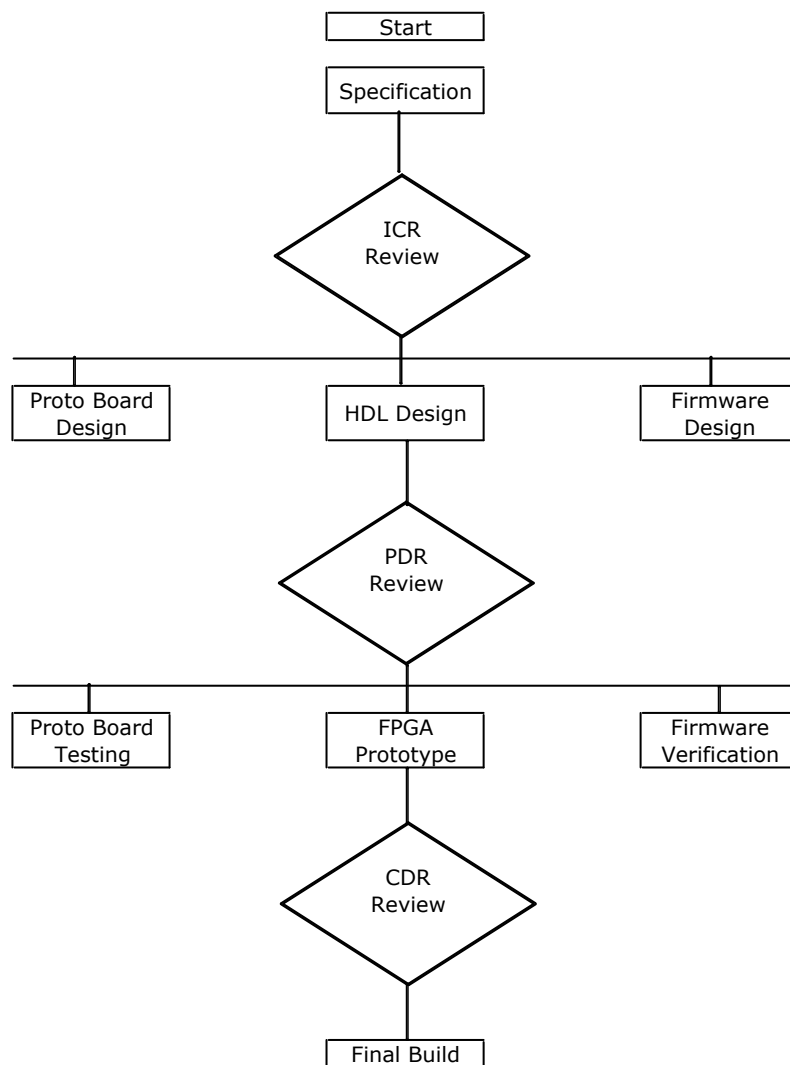 Start
Specification
ICR
Review
Proto Board
Design
HDL Design
Firmware
Design
PDR
Review
Proto Board
Testing
FPGA
Prototype
Firmware
Verification
CDR
Review
Final Build